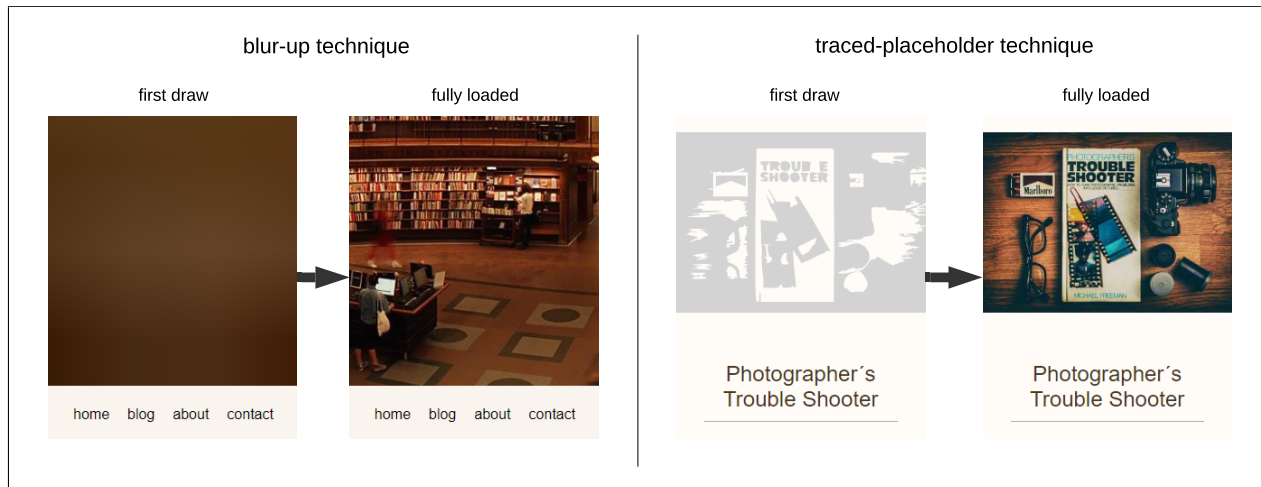 blur-up technique
first draw
fully loaded
home blog about contact
home blog about contact
traced-placeholder technique
first draw
fully loaded
TROUB E
SHOOTER
Photographer´s
Trouble Shooter
PHOTOGRAPHER'S
TROUBLE
SHOOTER
Marlboro
MICHAEL FREEMAN
Photographer´s
Trouble Shooter